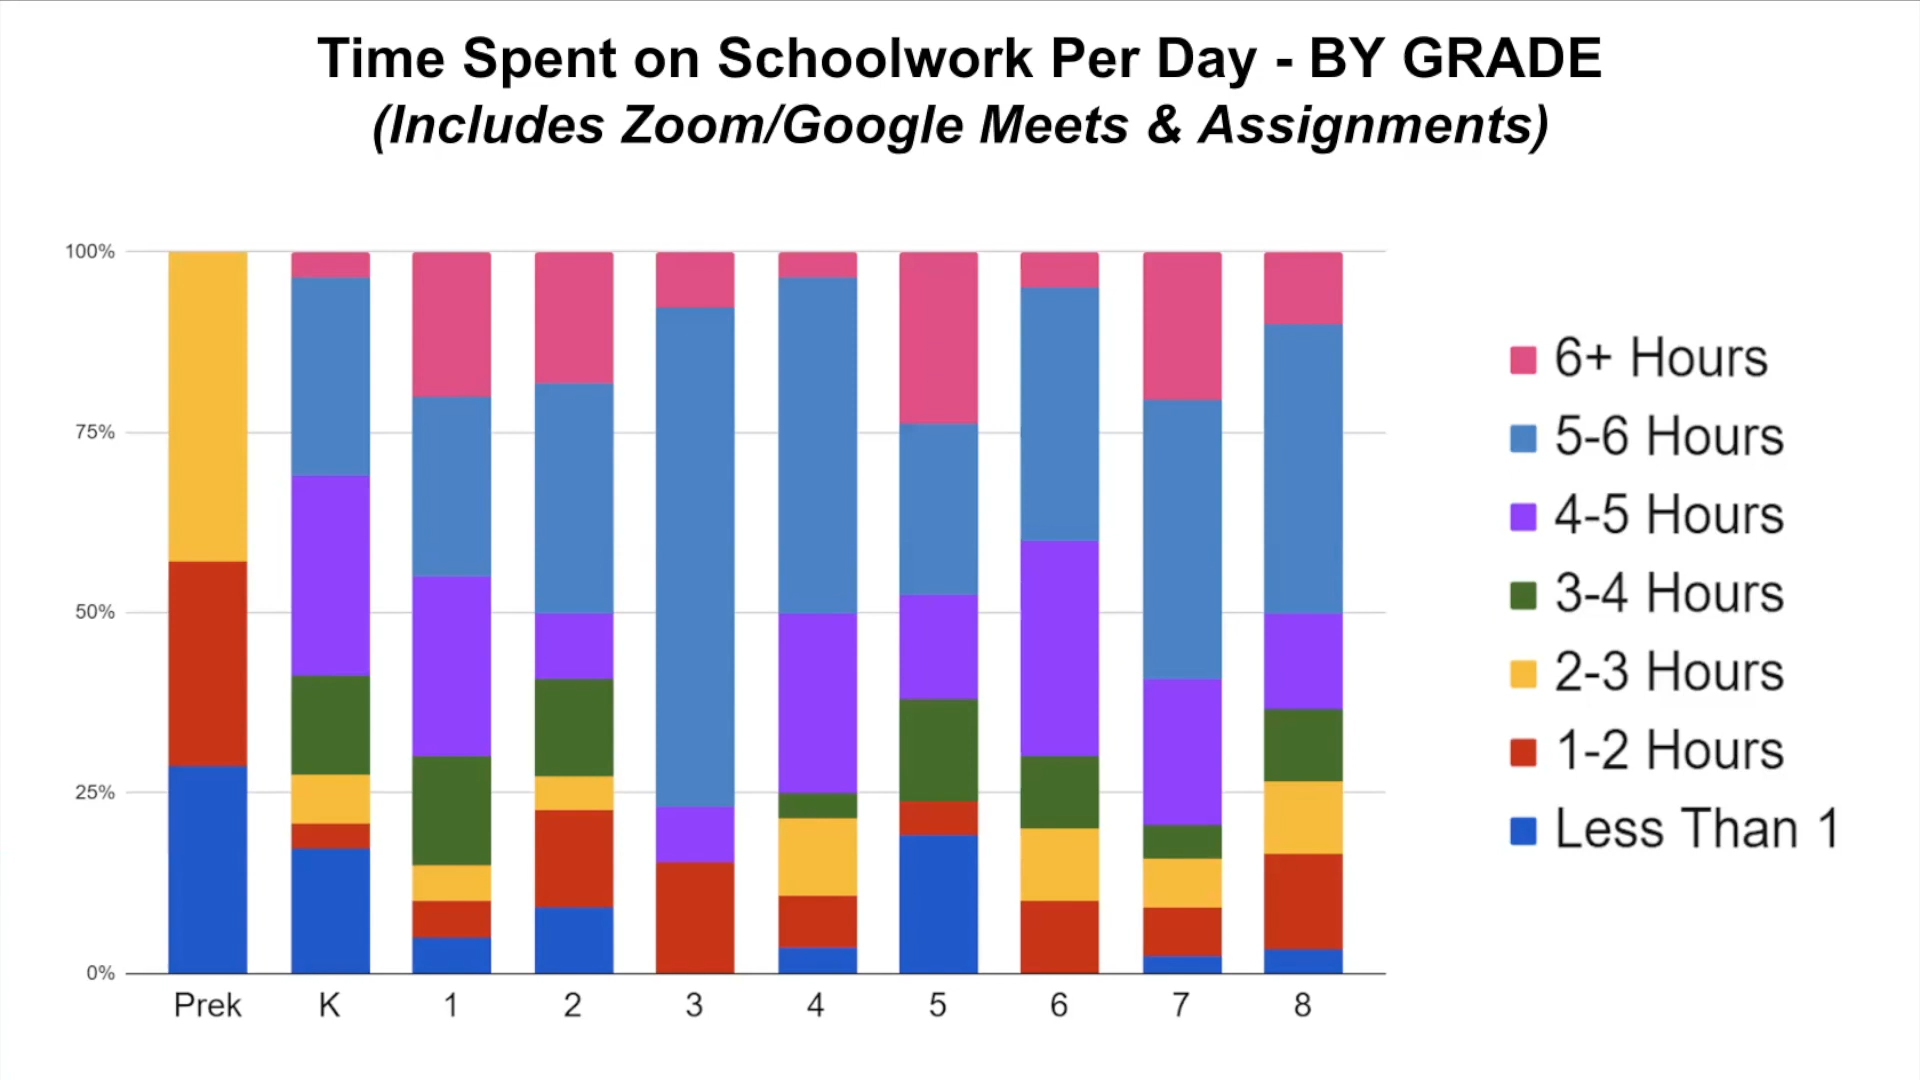 Time Spent on Schoolwork Per Day - BY GRADE
(Includes Zoom/Google Meets & Assignments)
100%
75%
50%
25%
0%
Prek K 1 2 3 4 5 6 7 8
6+ Hours
5-6 Hours
4-5 Hours
3-4 Hours
2-3 Hours
1-2 Hours
Less Than 1